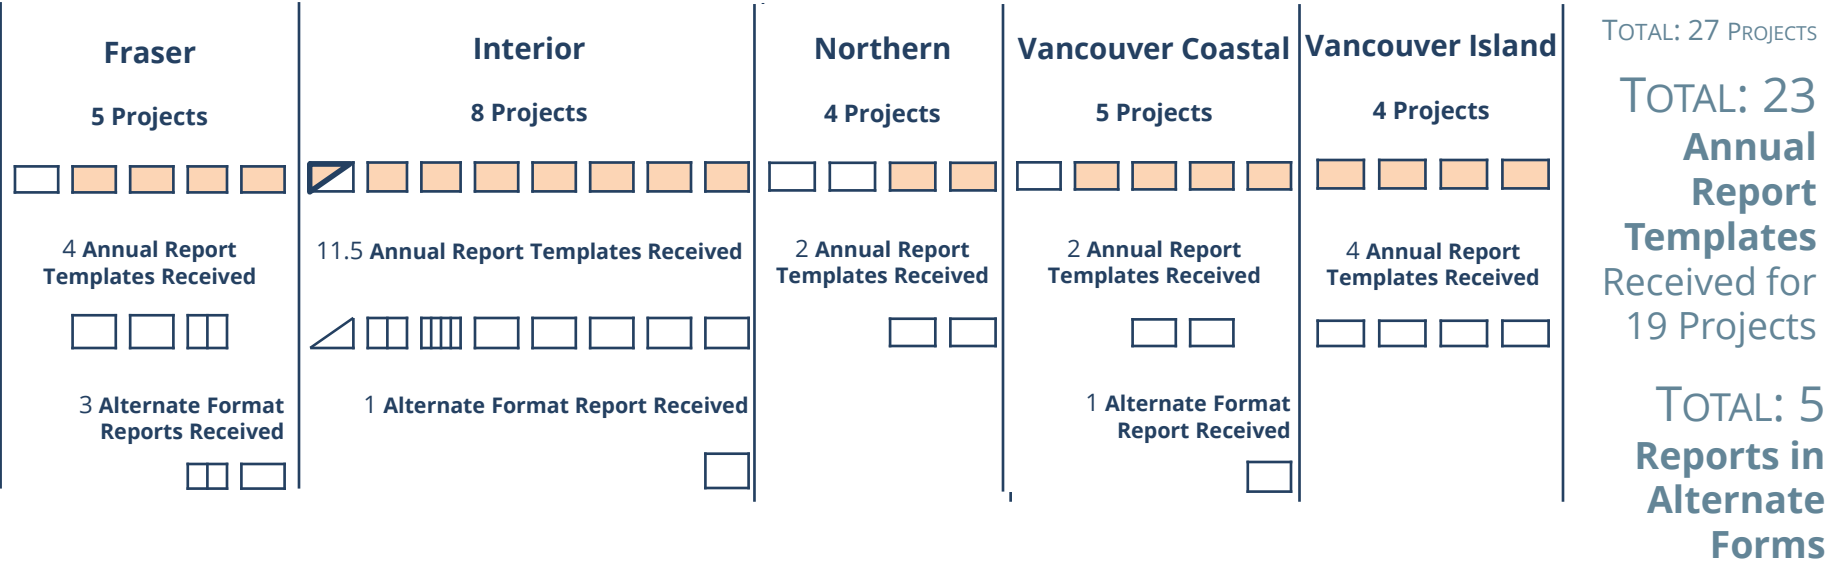 Fraser
5 Projects
4 Annual Report
Templates Received
3 Alternate Format
Reports Received
Interior
8 Projects
11.5 Annual Report Templates Received
1 Alternate Format Report Received
Northern
4 Projects
2 Annual Report
Templates Received
Vancouver Coastal
5 Projects
2 Annual Report
Templates Received
1 Alternate Format
Report Received
Vancouver Island
4 Projects
4 Annual Report
Templates Received
TOTAL: 27 PROJECTS
TOTAL: 23
Annual
Report
Templates
Received for
19 Projects
TOTAL: 5
Reports in
Alternate
Forms